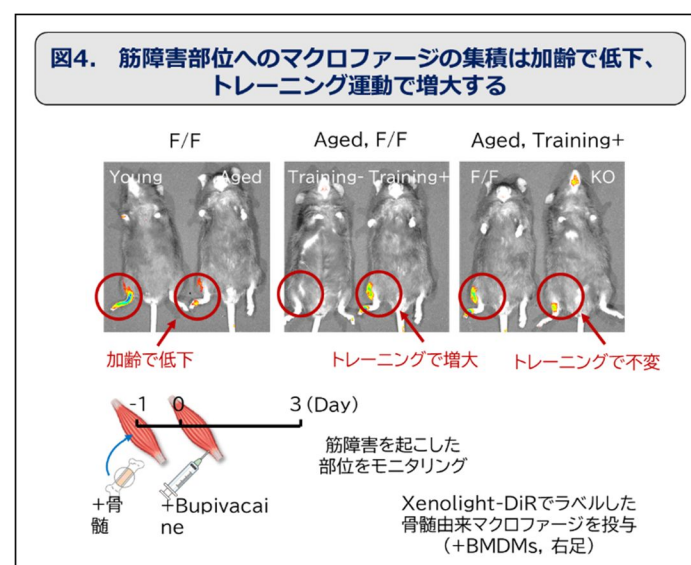 図4. 筋障害部位へのマクロファージの集積は加齢で低下、
トレーニング運動で増大する
F/F
Aged, F/F
Aged, Training+
Young
Aged
Training-
Training+
F/F
KO
加齢で低下
トレーニングで増大
トレーニングで不変
-1
0
3 (Day)
筋障害を起こした
部位をモニタリング
+骨
髄
+Bupivacai
ne
Xenolight-DiRでラベルした
骨髄由来マクロファージを投与
(+BMDMs, 右足)